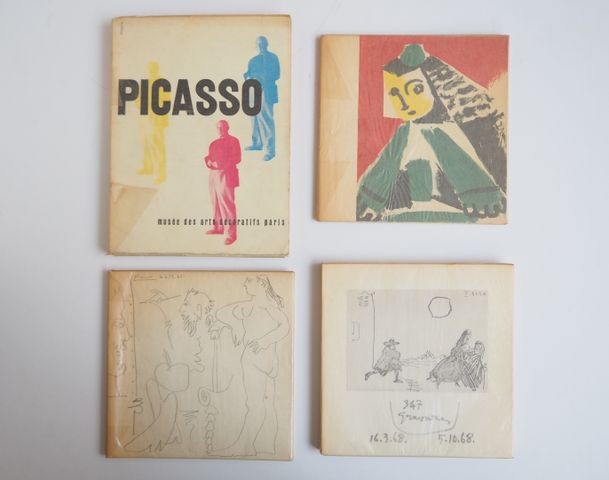 PICASSO
musée des arts décoratifs paris
347
gravures
16.3.68. 5.10.68.